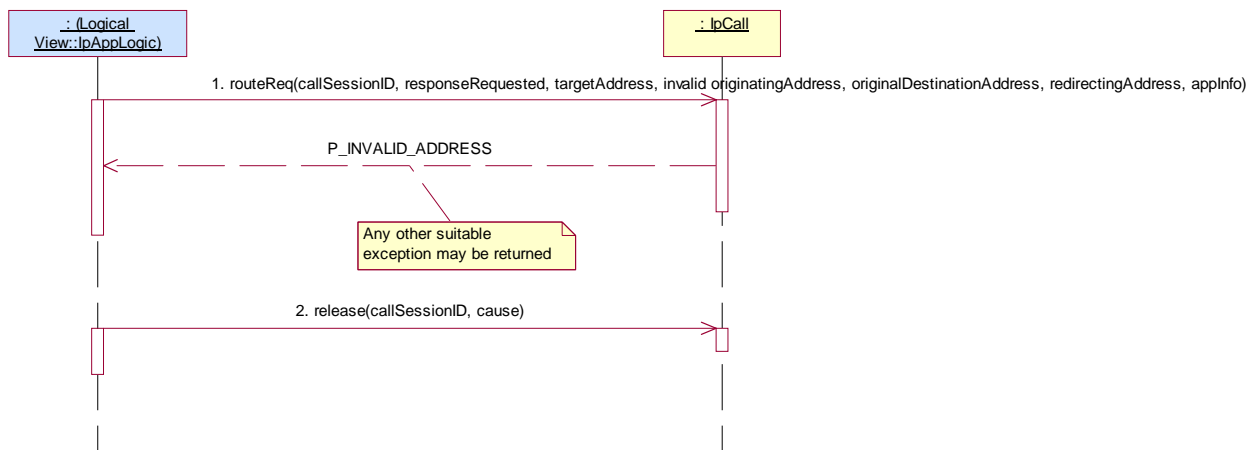 : (Logical
View::IpAppLogic)
: IpCall
1. routeReq(callSessionID, responseRequested, targetAddress, invalid originatingAddress, originalDestinationAddress, redirectingAddress, appInfo)
P_INVALID_ADDRESS
Any other suitable
exception may be returned
2. release(callSessionID, cause)